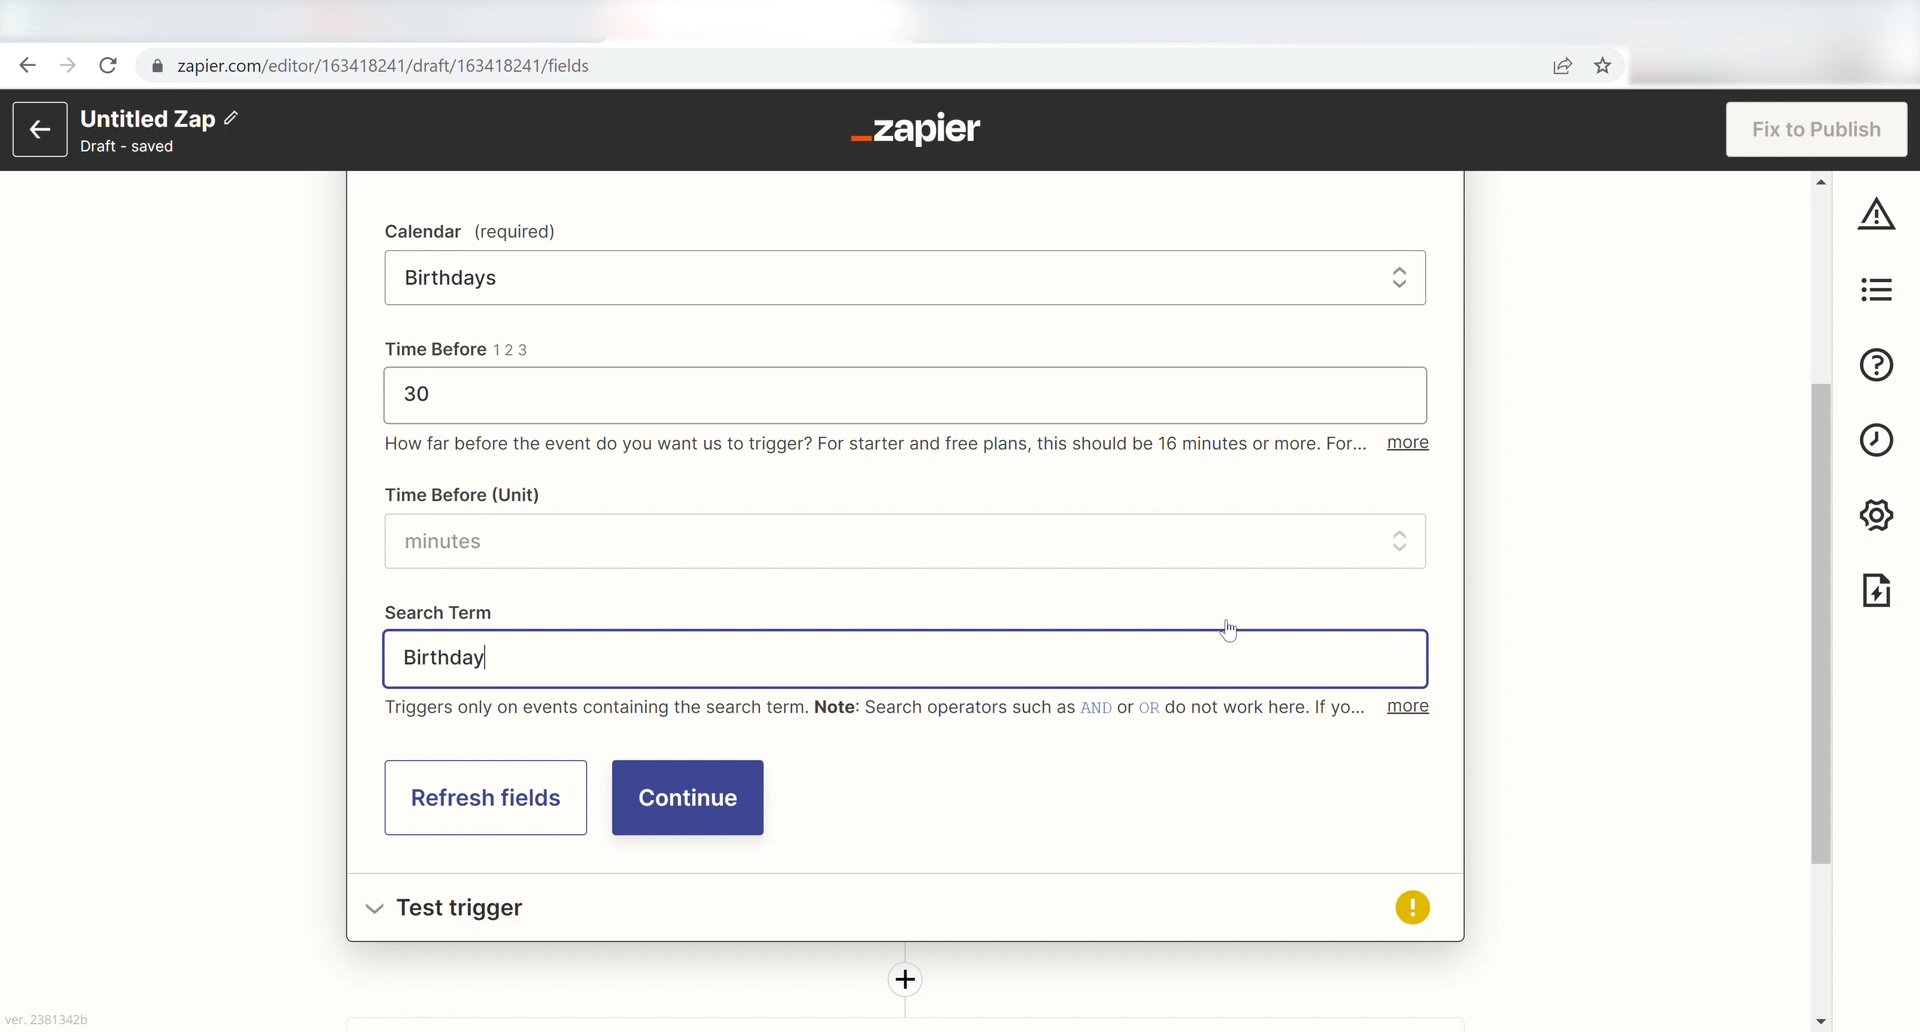 zapier.com/editor/163418241/draft/163418241/fields
Untitled Zap
Draft - saved
_zapier
Fix to Publish
Calendar (required)
Birthdays
Time Before 1 2 3
30
How far before the event do you want us to trigger? For starter and free plans, this should be 16 minutes or more. For... more
Time Before (Unit)
minutes
Search Term
Birthday
Triggers only on events containing the search term. Note: Search operators such as AND or OR do not work here. If yo... more
Refresh fields
Continue
Test trigger
ver. 2381342b